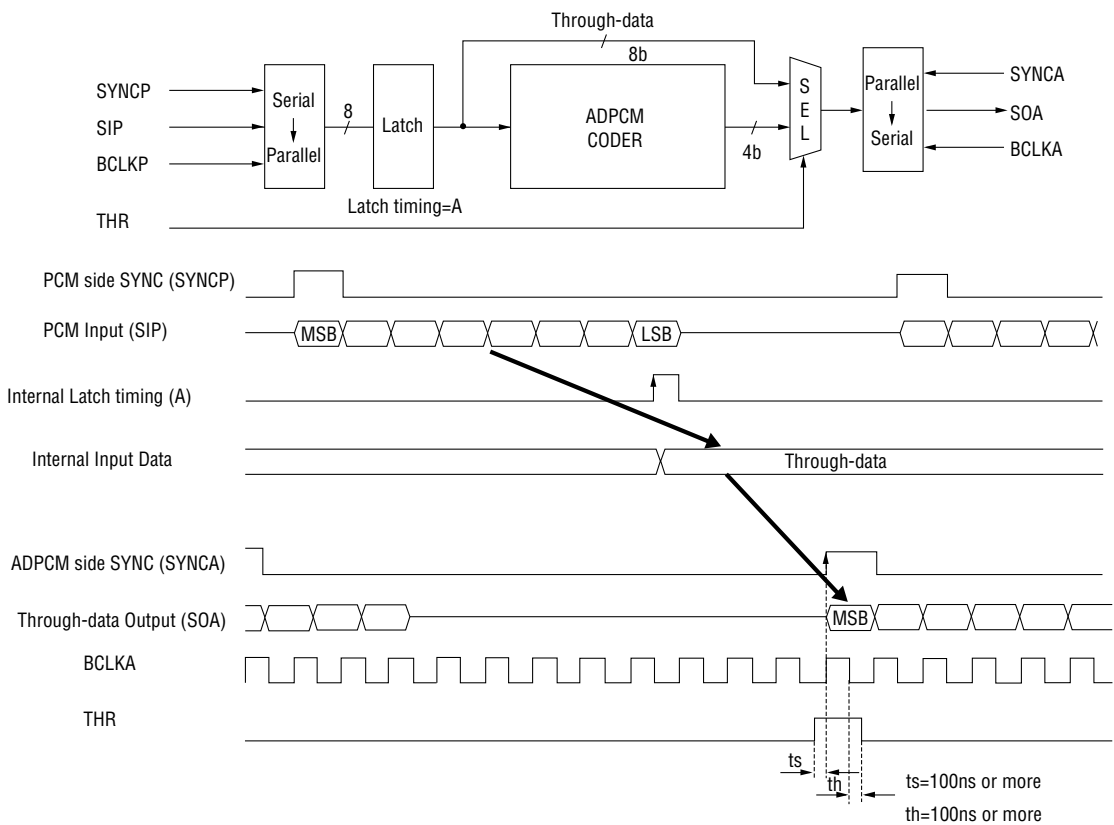 Through-data
8b
SYNCP
SIP
BCLKP
Serial
Parallel
8
Latch
ADPCM
CODER
4b
S
E
L
Parallel
Serial
SYNCA
SOA
BCLKA
Latch timing=A
THR
PCM side SYNC (SYNCP)
PCM Input (SIP)
MSB
LSB
Internal Latch timing (A)
Internal Input Data
Through-data
ADPCM side SYNC (SYNCA)
Through-data Output (SOA)
MSB
BCLKA
THR
ts
th
ts=100ns or more
th=100ns or more